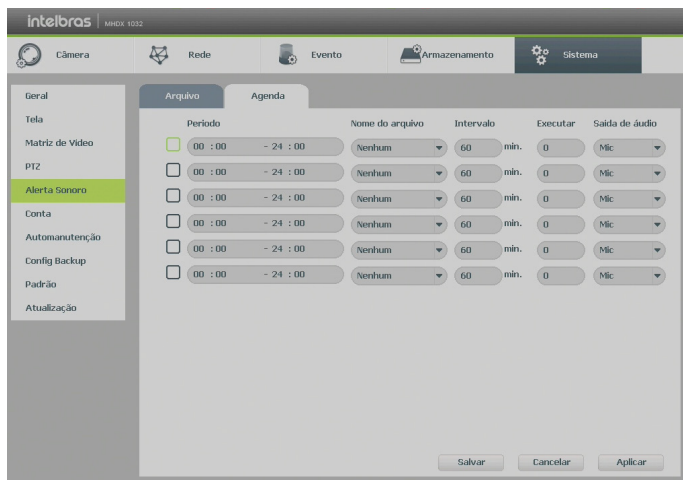 intelbras | MHDX 1032
Câmera Rede Evento Armazenamento Sistema
Geral
Tela
Matriz de Vídeo
PTZ
Alerta Sonoro
Conta
Automanutenção
Config Backup
Padrão
Atualização
Arquivo Agenda
Período Nome do arquivo Intervalo Executar Saída de áudio
00 : 00 - 24 : 00 Nenhum 60 min. 0 Mic
00 : 00 - 24 : 00 Nenhum 60 min. 0 Mic
00 : 00 - 24 : 00 Nenhum 60 min. 0 Mic
00 : 00 - 24 : 00 Nenhum 60 min. 0 Mic
00 : 00 - 24 : 00 Nenhum 60 min. 0 Mic
00 : 00 - 24 : 00 Nenhum 60 min. 0 Mic
Salvar Cancelar Aplicar